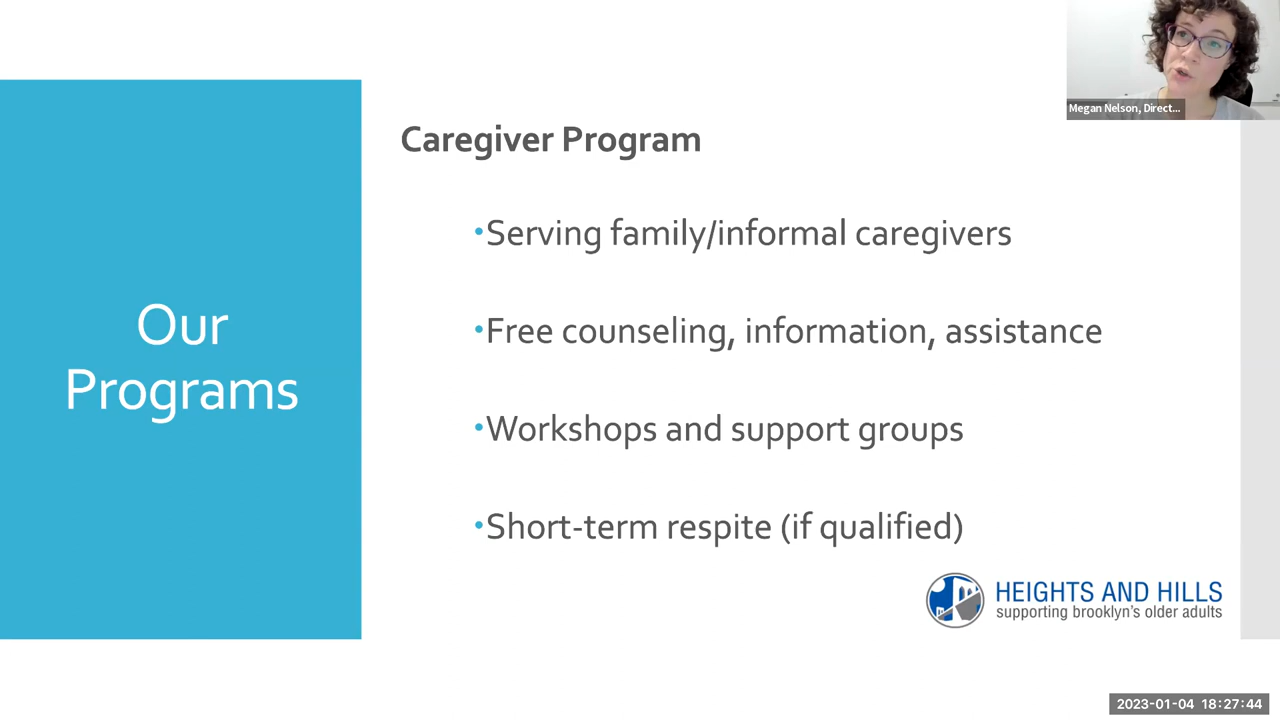 Megan Nelson, Direct...
Caregiver Program
•Serving family/informal caregivers
•Free counseling, information, assistance
•Workshops and support groups
•Short-term respite (if qualified)
Our
Programs
HEIGHTS AND HILLS
supporting brooklyn's older adults
2023-01-04 18:27:44